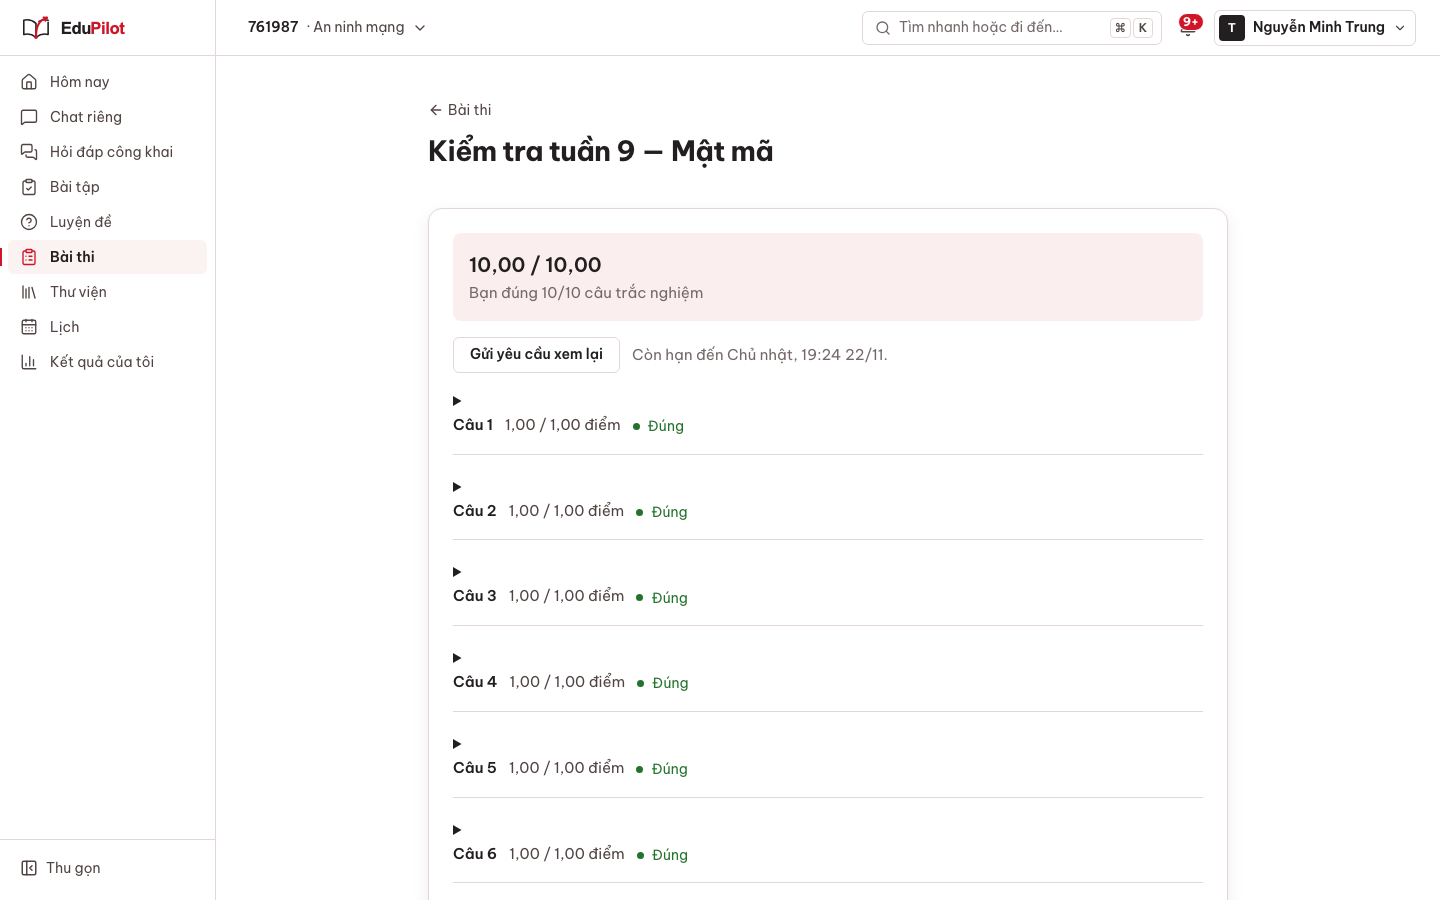 EduPilot
761987 · An ninh mạng
Tìm nhanh hoặc đi đến...
⌘ K
9+
T
Nguyễn Minh Trung
Hôm nay
Chat riêng
Hỏi đáp công khai
Bài tập
Luyện đề
Bài thi
Thư viện
Lịch
Kết quả của tôi
Thu gọn
Bài thi
Kiểm tra tuần 9 — Mật mã
10,00 / 10,00
Bạn đúng 10/10 câu trắc nghiệm
Gửi yêu cầu xem lại
Còn hạn đến Chủ nhật, 19:24 22/11.
Câu 1 1,00 / 1,00 điểm Đúng
Câu 2 1,00 / 1,00 điểm Đúng
Câu 3 1,00 / 1,00 điểm Đúng
Câu 4 1,00 / 1,00 điểm Đúng
Câu 5 1,00 / 1,00 điểm Đúng
Câu 6 1,00 / 1,00 điểm Đúng